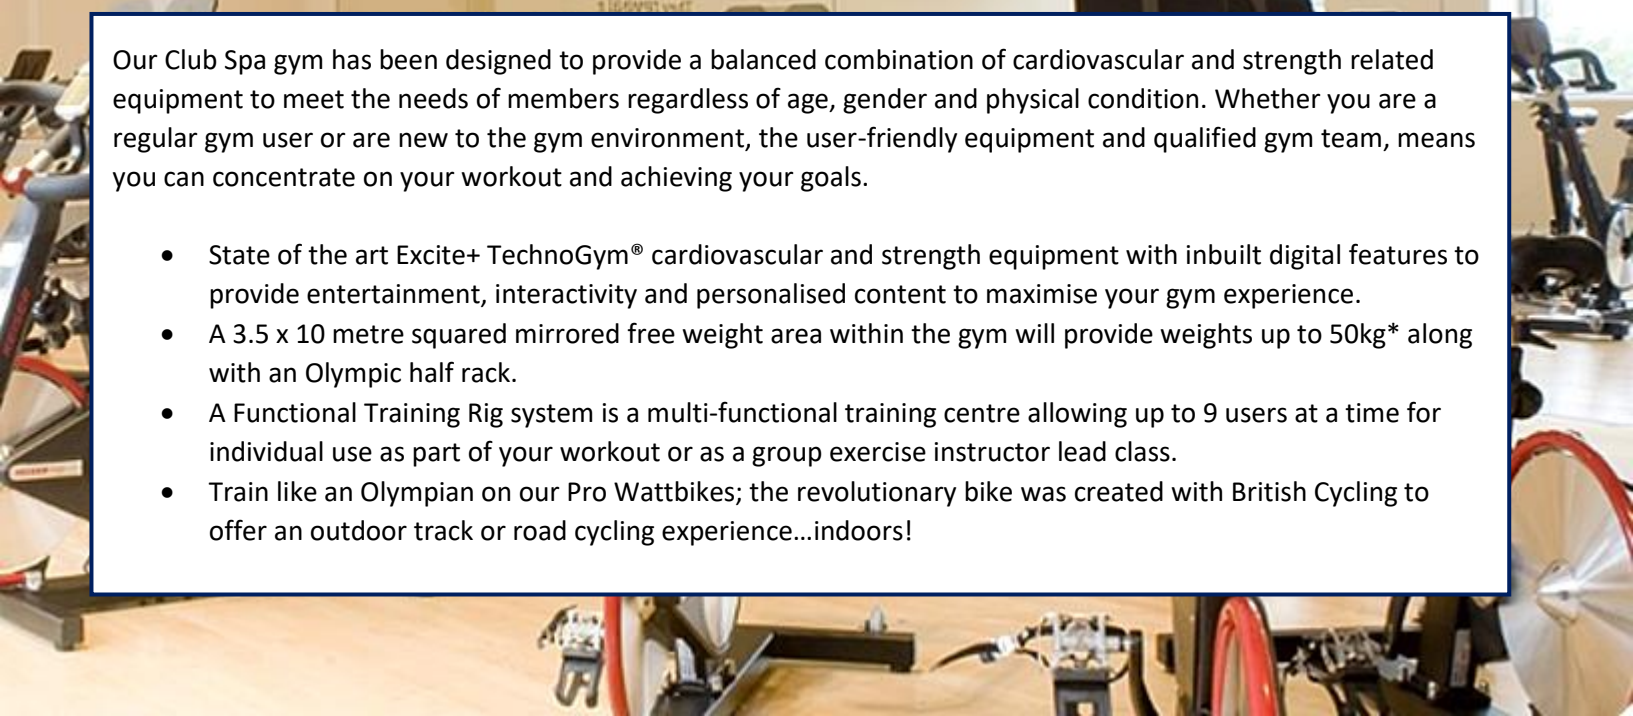 Our Club Spa gym has been designed to provide a balanced combination of cardiovascular and strength related
equipment to meet the needs of members regardless of age, gender and physical condition. Whether you are a
regular gym user or are new to the gym environment, the user-friendly equipment and qualified gym team, means
you can concentrate on your workout and achieving your goals.
• State of the art Excite+ TechnoGym® cardiovascular and strength equipment with inbuilt digital features to
provide entertainment, interactivity and personalised content to maximise your gym experience.
• A 3.5 x 10 metre squared mirrored free weight area within the gym will provide weights up to 50kg* along
with an Olympic half rack.
• A Functional Training Rig system is a multi-functional training centre allowing up to 9 users at a time for
individual use as part of your workout or as a group exercise instructor lead class.
• Train like an Olympian on our Pro Wattbikes; the revolutionary bike was created with British Cycling to
offer an outdoor track or road cycling experience…indoors!